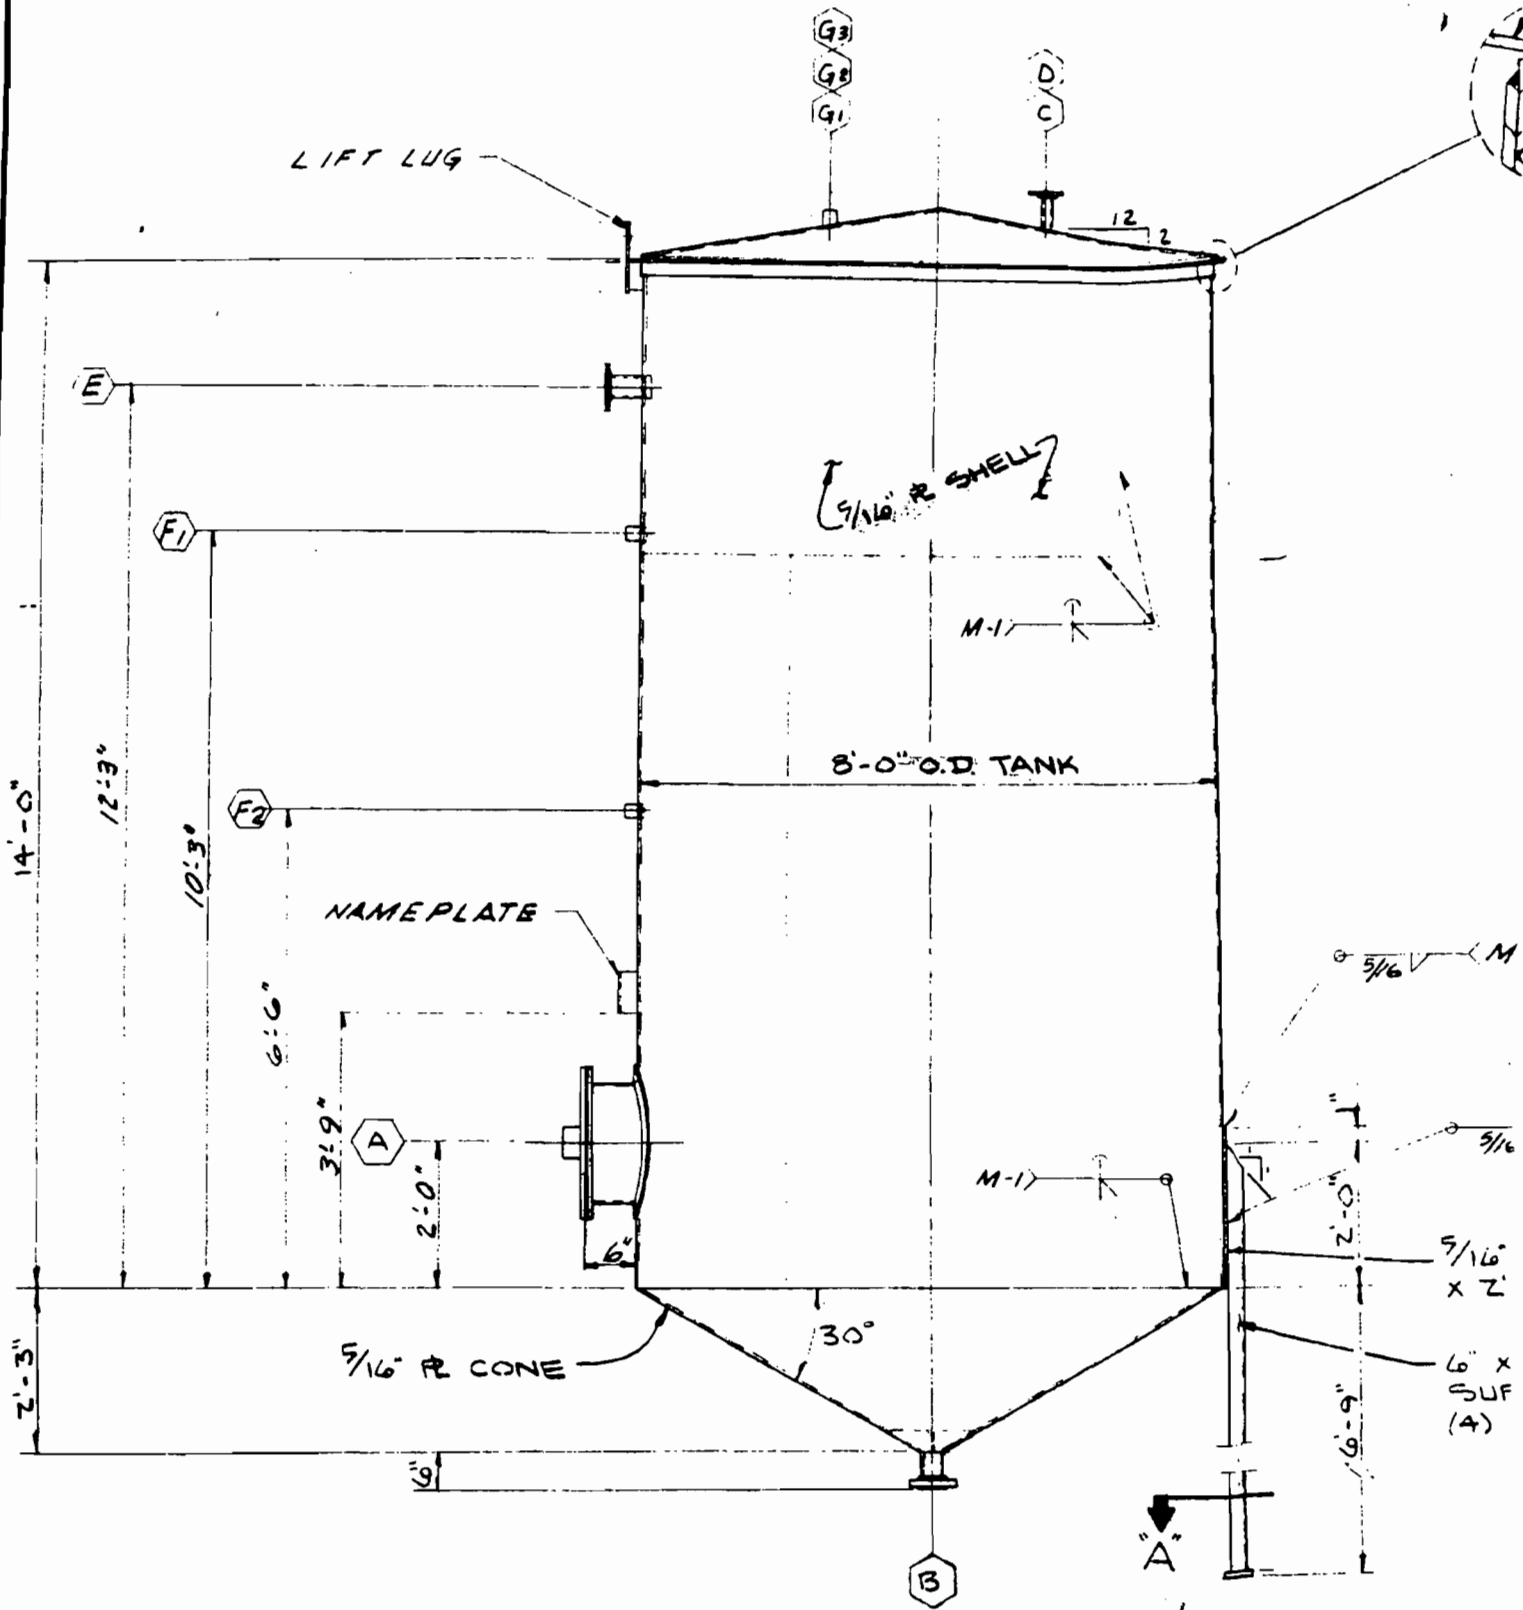 G3
G2
G1
D
C
LIFT LUG
12
2
E
5/16" PL SHELL
F1
M-1
8'-0" O.D. TANK
14'-0"
12'-3"
10'-3"
F2
NAMEPLATE
5/16
M
6'-6"
3'-9"
A
2'-0"
6"
M-1
1"
5/16
2'-0"
5/16"
x 2'
30°
5/16" PL CONE
2'-3"
6" x
(4)
6"
"A"
B